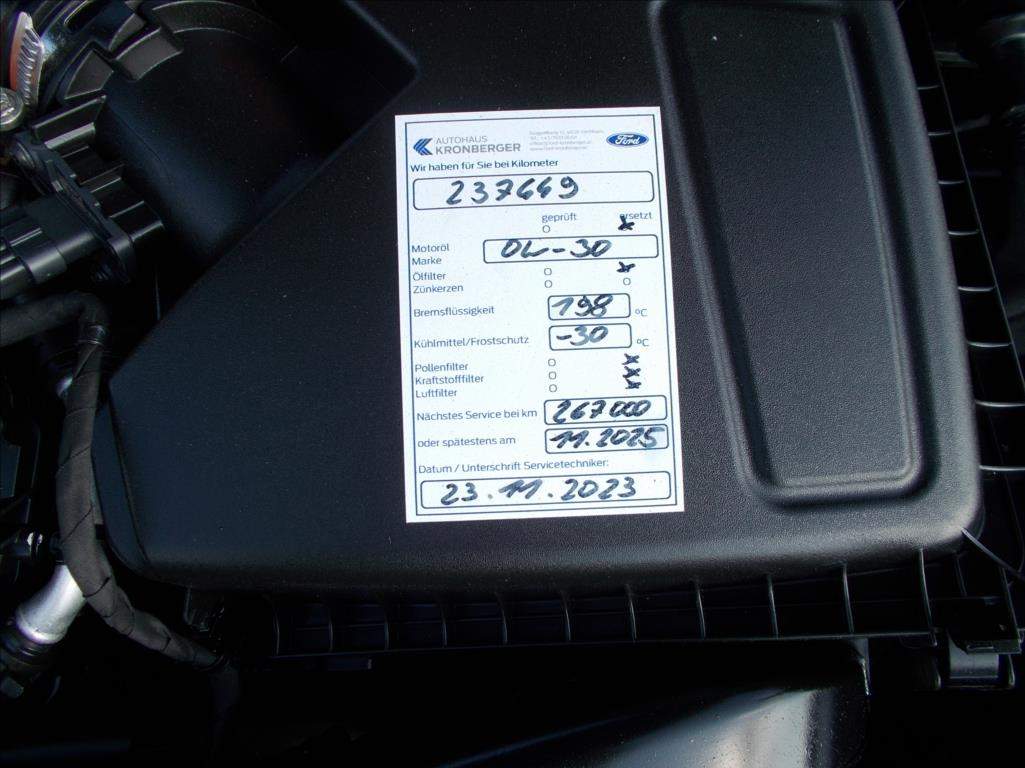 AUTOHAUS
KRONBERGER
Ford
Wir haben für Sie bei Kilometer
237649
geprüft ersetzt
Motoröl
Marke 0W-30
Ölfilter
Zünkerzen
Bremsflüssigkeit 198 °C
Kühlmittel/Frostschutz -30 °C
Pollenfilter
Kraftstofffilter
Luftfilter
Nächstes Service bei km 267000
oder spätestens am 11.2025
Datum / Unterschrift Servicetechniker:
23.11.2023